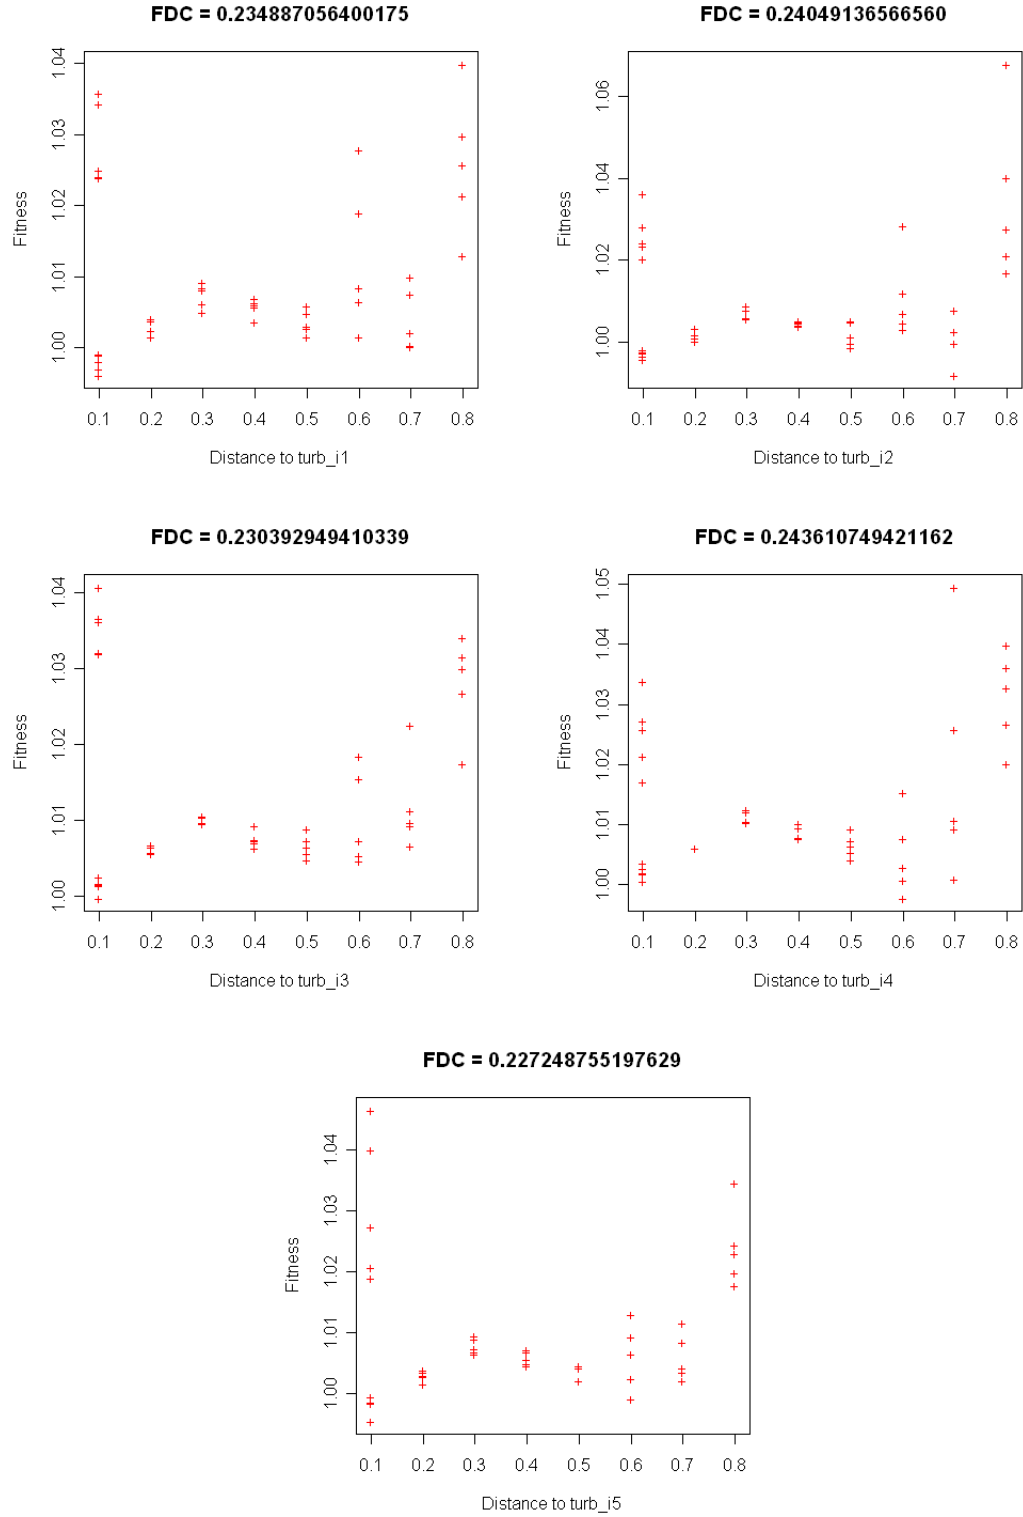 FDC = 0.234887056400175
1.04
1.03
1.02
1.01
1.00
Fitness
0.1 0.2 0.3 0.4 0.5 0.6 0.7 0.8
Distance to turb_i1
FDC = 0.24049136566560
1.06
1.04
1.02
1.00
Fitness
0.1 0.2 0.3 0.4 0.5 0.6 0.7 0.8
Distance to turb_i2
FDC = 0.230392949410339
1.04
1.03
1.02
1.01
1.00
Fitness
0.1 0.2 0.3 0.4 0.5 0.6 0.7 0.8
Distance to turb_i3
FDC = 0.243610749421162
1.05
1.04
1.03
1.02
1.01
1.00
Fitness
0.1 0.2 0.3 0.4 0.5 0.6 0.7 0.8
Distance to turb_i4
FDC = 0.227248755197629
1.04
1.03
1.02
1.01
1.00
Fitness
0.1 0.2 0.3 0.4 0.5 0.6 0.7 0.8
Distance to turb_i5